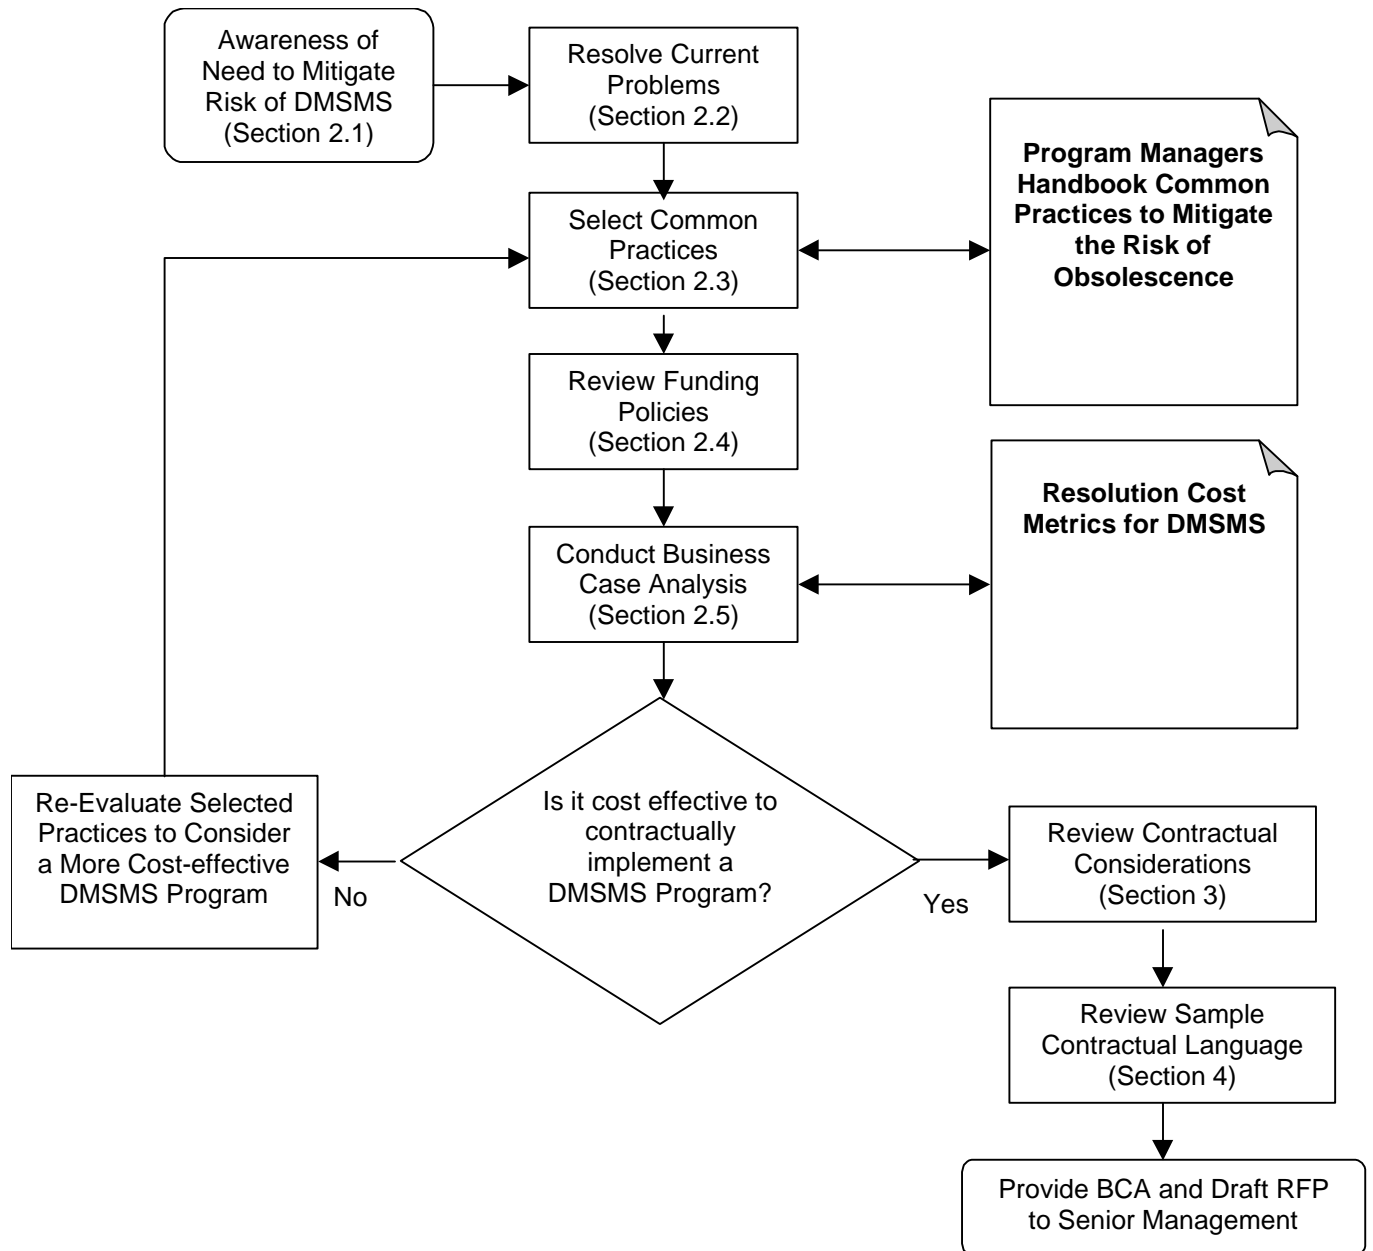 Awareness of
Need to Mitigate
Risk of DMSMS
(Section 2.1)
Resolve Current
Problems
(Section 2.2)
Program Managers
Handbook Common
Practices to Mitigate
the Risk of
Obsolescence
Select Common
Practices
(Section 2.3)
Review Funding
Policies
(Section 2.4)
Resolution Cost
Metrics for DMSMS
Conduct Business
Case Analysis
(Section 2.5)
Is it cost effective to
contractually
implement a
DMSMS Program?
No
Re-Evaluate Selected
Practices to Consider
a More Cost-effective
DMSMS Program
Yes
Review Contractual
Considerations
(Section 3)
Review Sample
Contractual Language
(Section 4)
Provide BCA and Draft RFP
to Senior Management